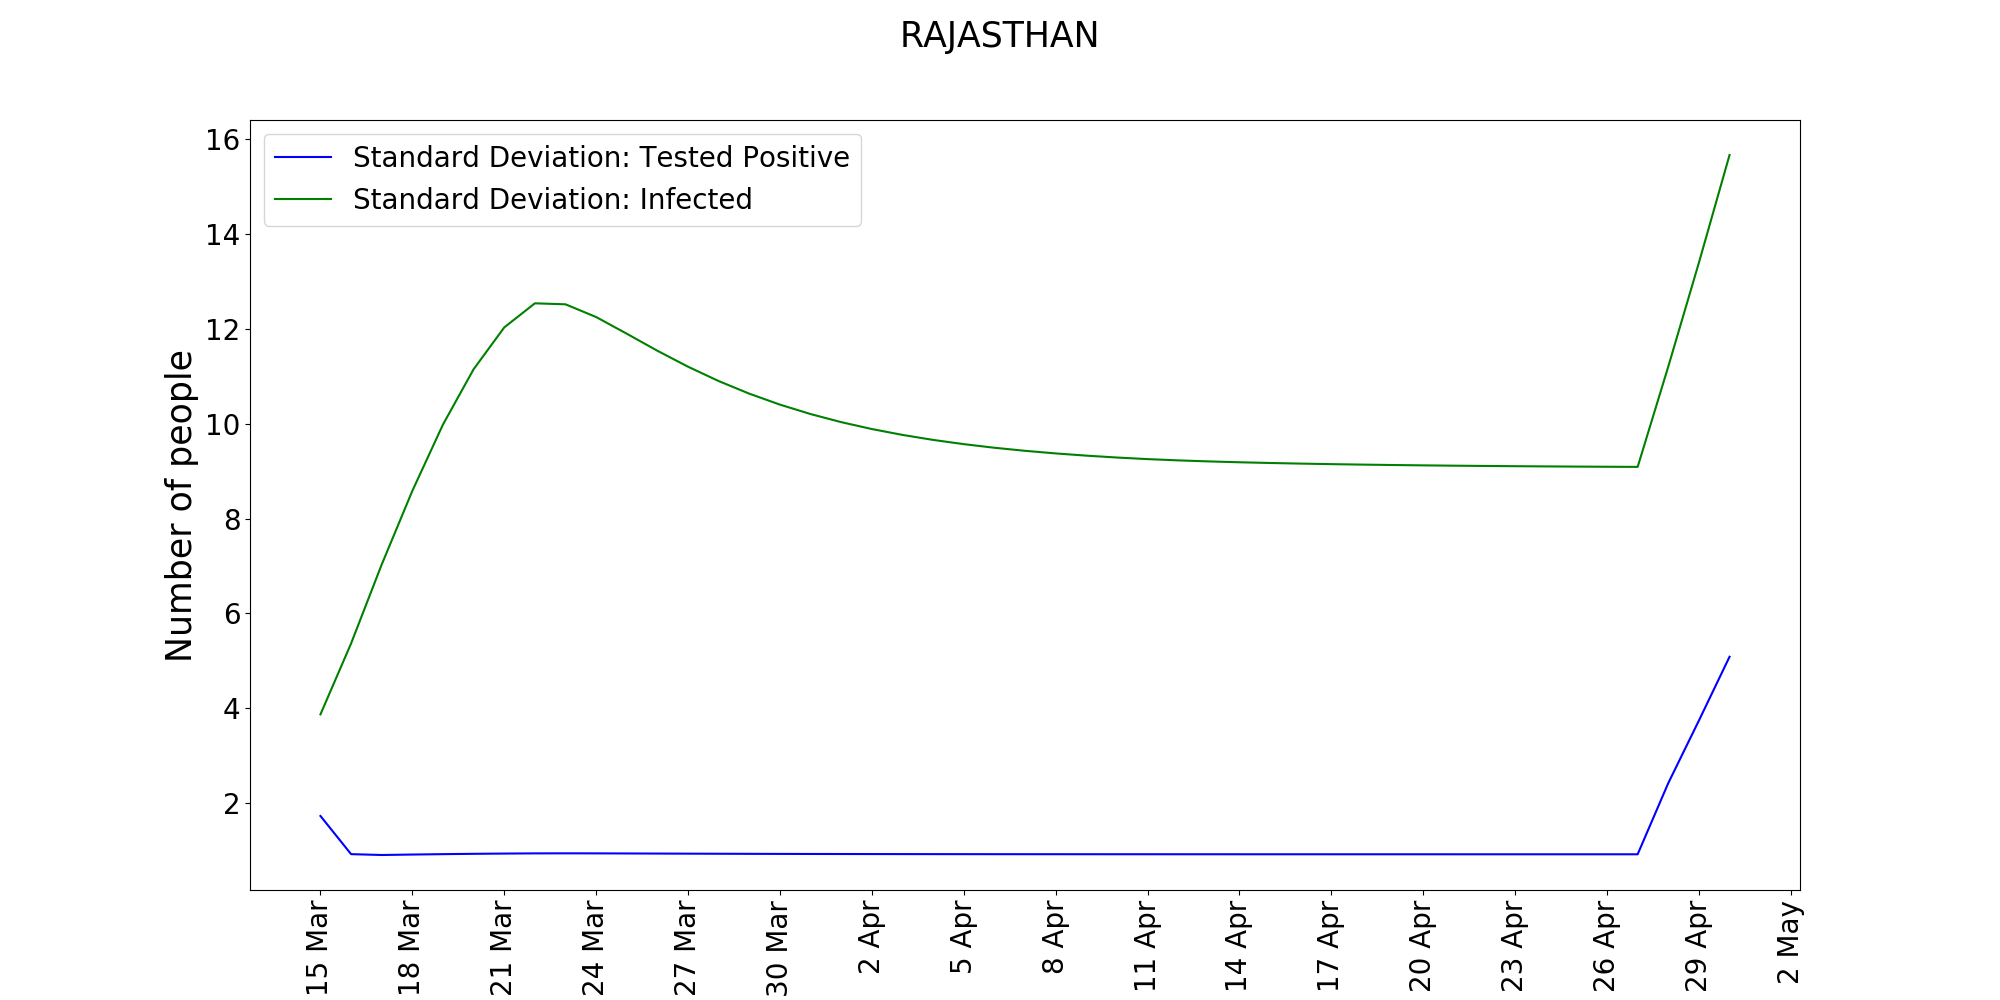 RAJASTHAN
Standard Deviation: Tested Positive
Standard Deviation: Infected
Number of people
16
14
12
10
8
6
4
2
15 Mar
18 Mar
21 Mar
24 Mar
27 Mar
30 Mar
2 Apr
5 Apr
8 Apr
11 Apr
14 Apr
17 Apr
20 Apr
23 Apr
26 Apr
29 Apr
2 May